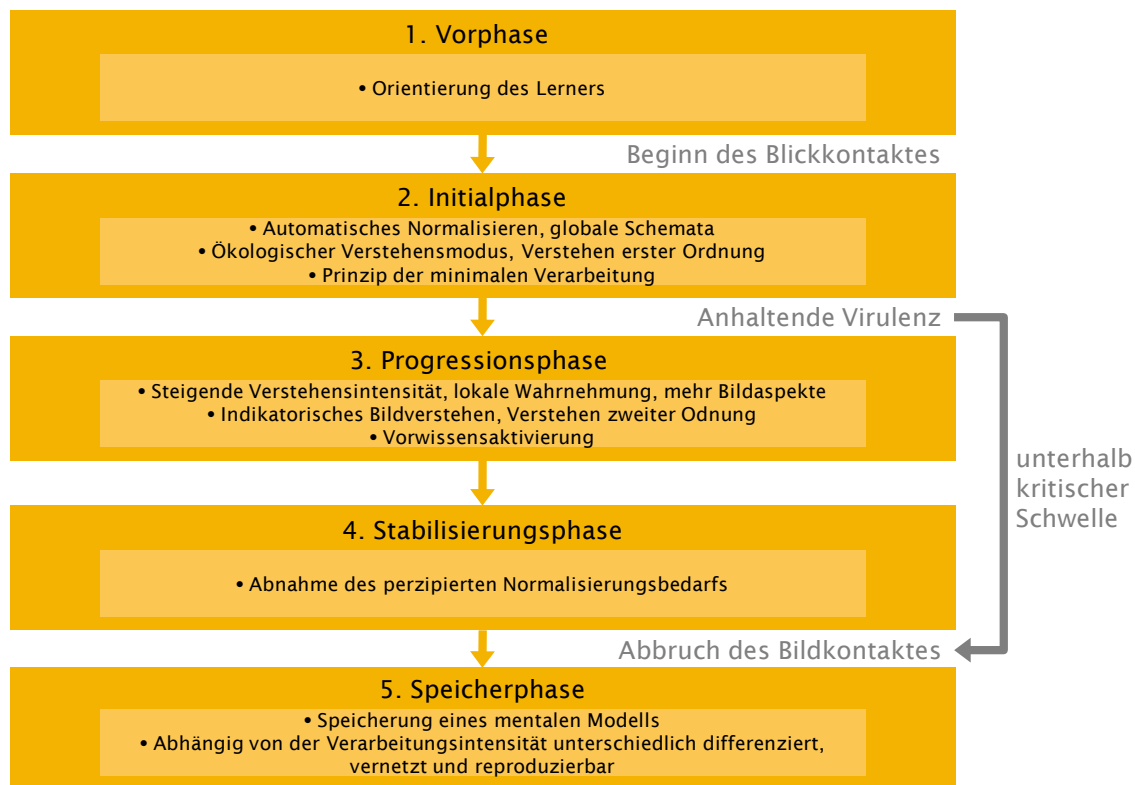 1. Vorphase
• Orientierung des Lerners
Beginn des Blickkontaktes
2. Initialphase
• Automatisches Normalisieren, globale Schemata
• Ökologischer Verstehensmodus, Verstehen erster Ordnung
• Prinzip der minimalen Verarbeitung
Anhaltende Virulenz
3. Progressionsphase
• Steigende Verstehensintensität, lokale Wahrnehmung, mehr Bildaspekte
• Indikatorisches Bildverstehen, Verstehen zweiter Odnung
• Vorwissensaktivierung
unterhalb
kritischer
Schwelle
4. Stabilisierungsphase
• Abnahme des perzipierten Normalisierungsbedarfs
Abbruch des Bildkontaktes
5. Speicherphase
• Speicherung eines mentalen Modells
• Abhängig von der Verarbeitungsintensität unterschiedlich differenziert,
vernetzt und reproduzierbar